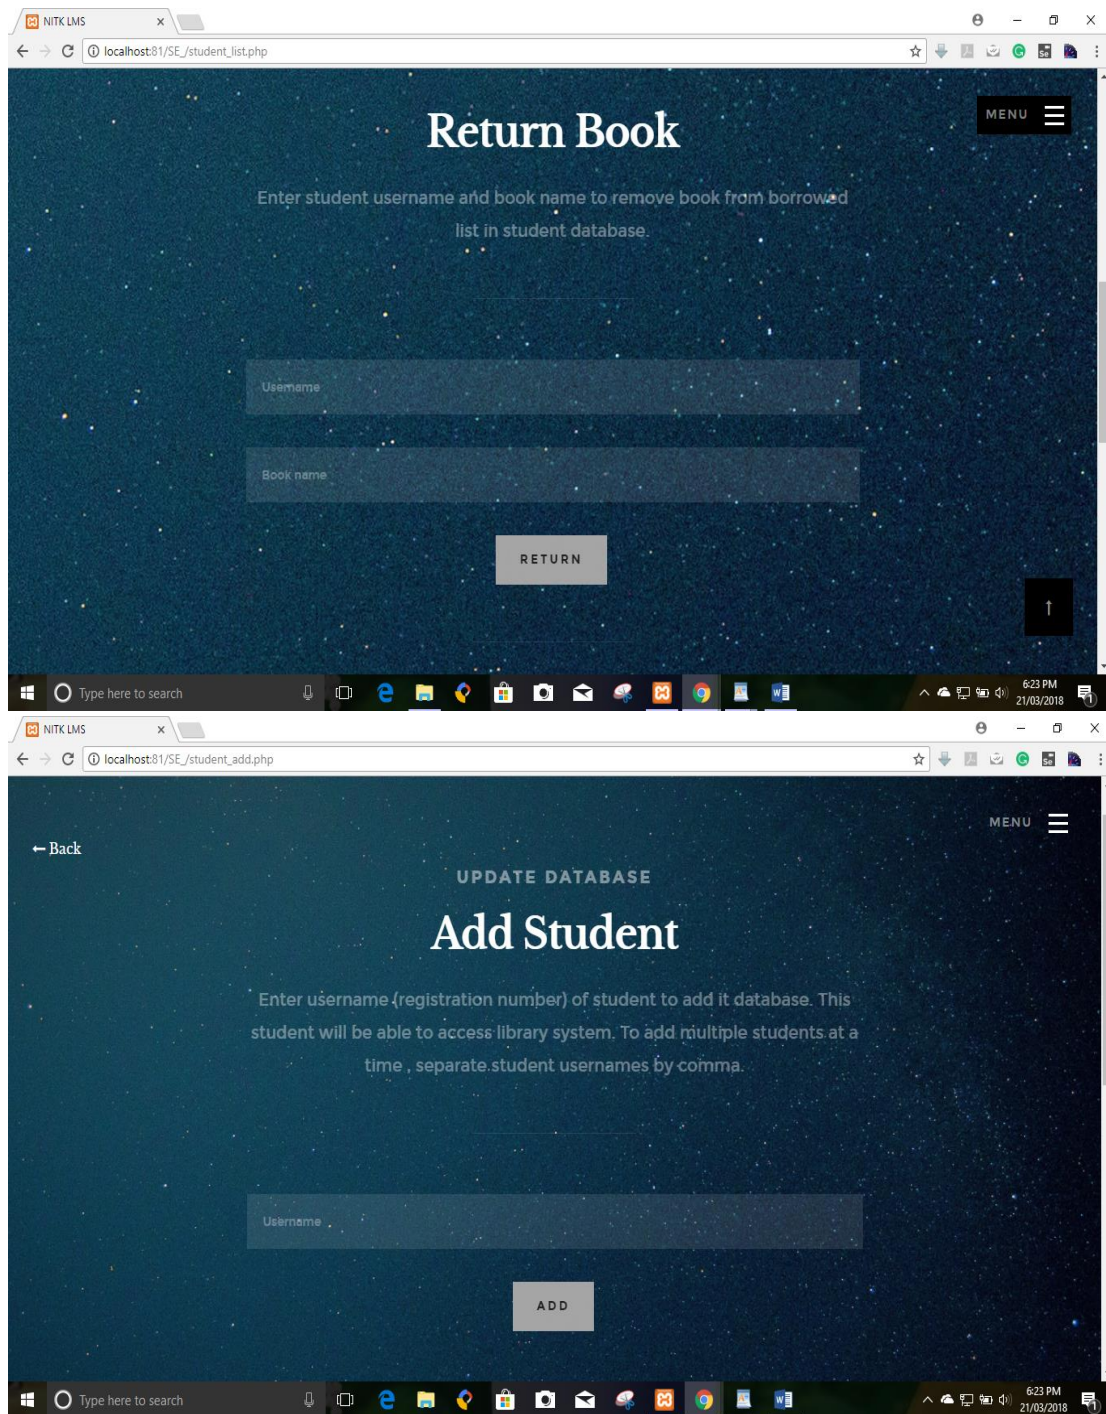 NITK LMS
localhost:81/SE_/student_list.php
MENU
Return Book
Enter student username and book name to remove book from borrowed
list in student database.
Username
Book name
RETURN
Type here to search
6:23 PM
21/03/2018
NITK LMS
localhost:81/SE_/student_add.php
MENU
Back
UPDATE DATABASE
Add Student
Enter username (registration number) of student to add it database. This
student will be able to access library system. To add multiple students at a
time , separate student usernames by comma.
Username
ADD
Type here to search
6:23 PM
21/03/2018